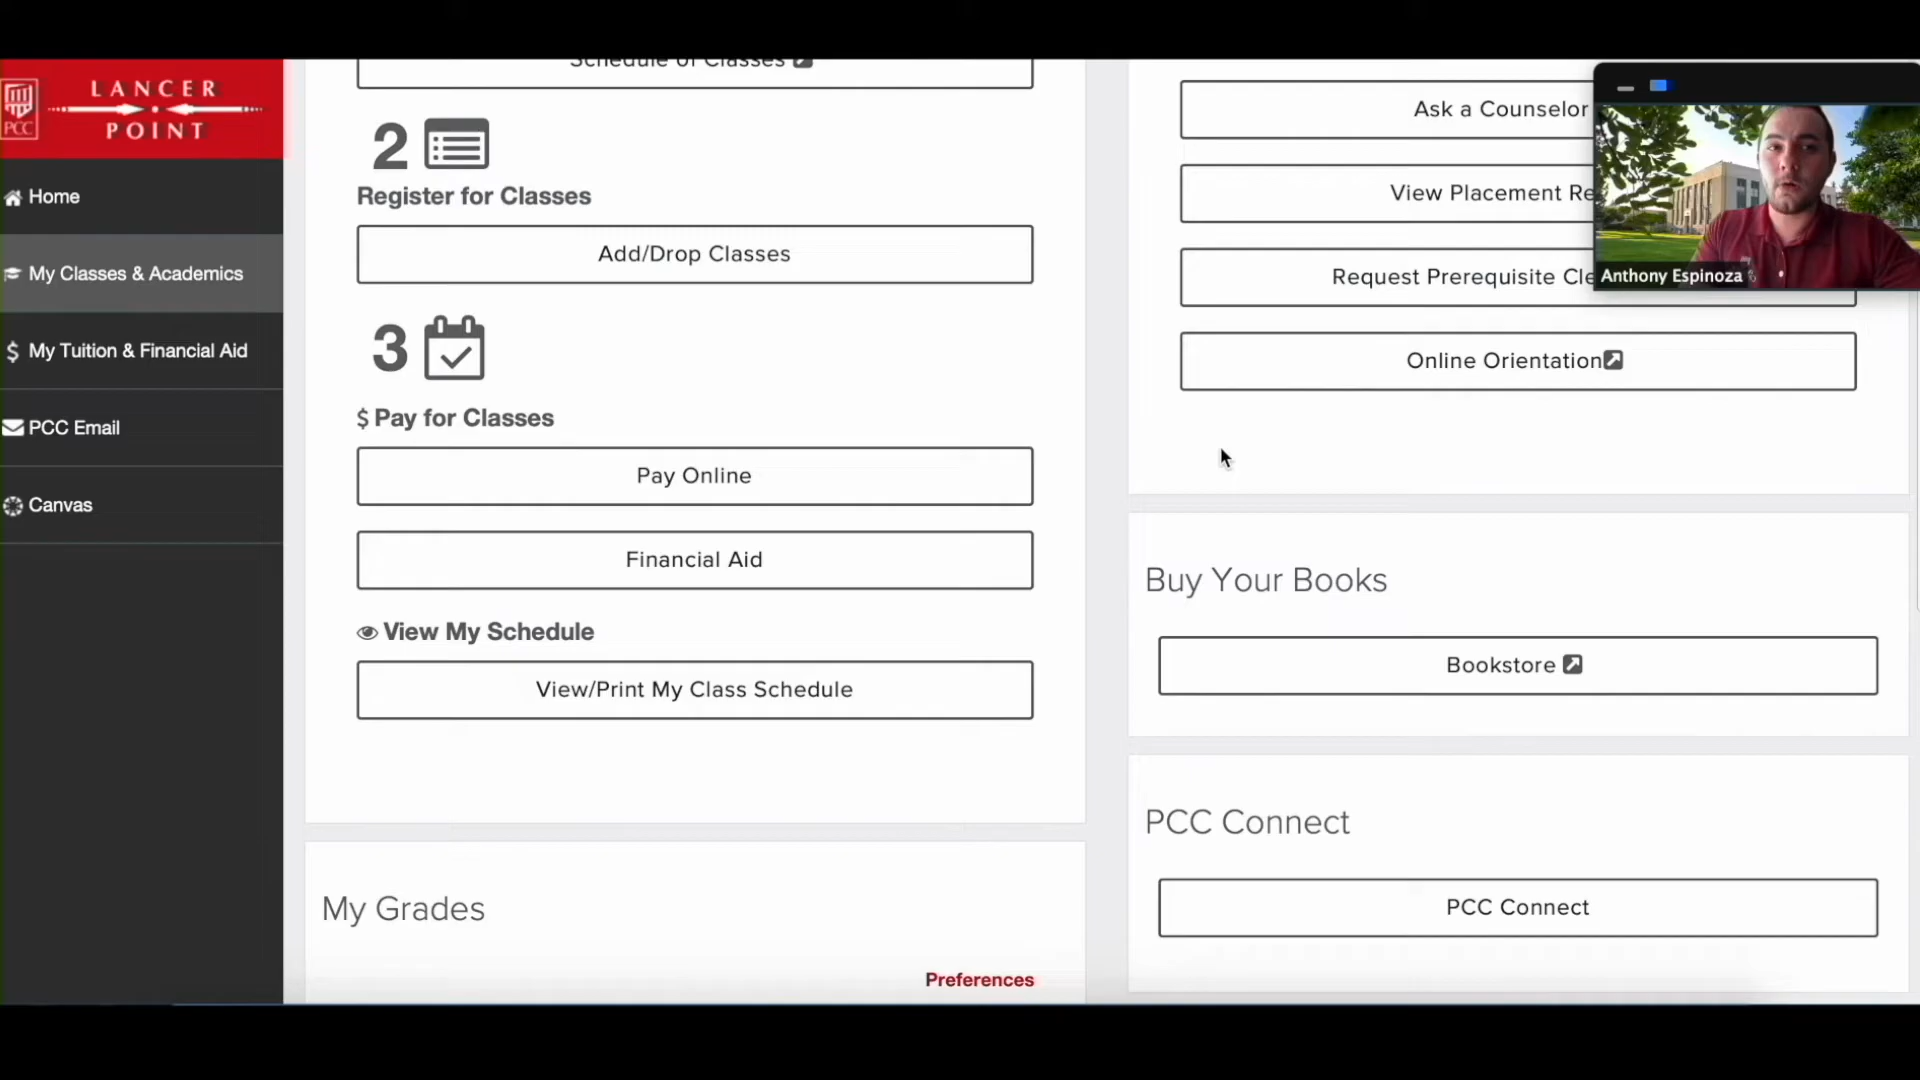 PCC
LANCER
POINT
Home
My Classes & Academics
$ My Tuition & Financial Aid
PCC Email
Canvas
Schedule of Classes
2
Register for Classes
Add/Drop Classes
3
$ Pay for Classes
Pay Online
Financial Aid
View My Schedule
View/Print My Class Schedule
My Grades
Preferences
Ask a Counselor
View Placement Re
Request Prerequisite Cle
Online Orientation
Buy Your Books
Bookstore
PCC Connect
PCC Connect
Anthony Espinoza